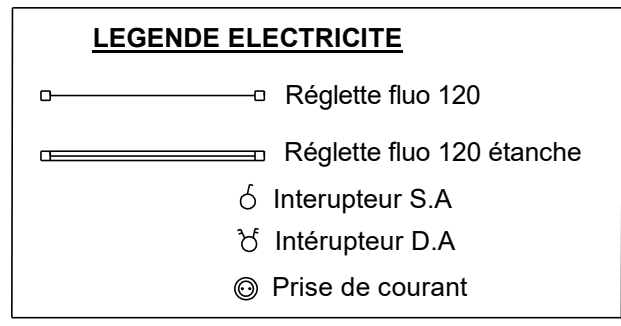 LEGENDE ELECTRICITE
Réglette fluo 120
Réglette fluo 120 étanche
Interupteur S.A
Intérupteur D.A
Prise de courant